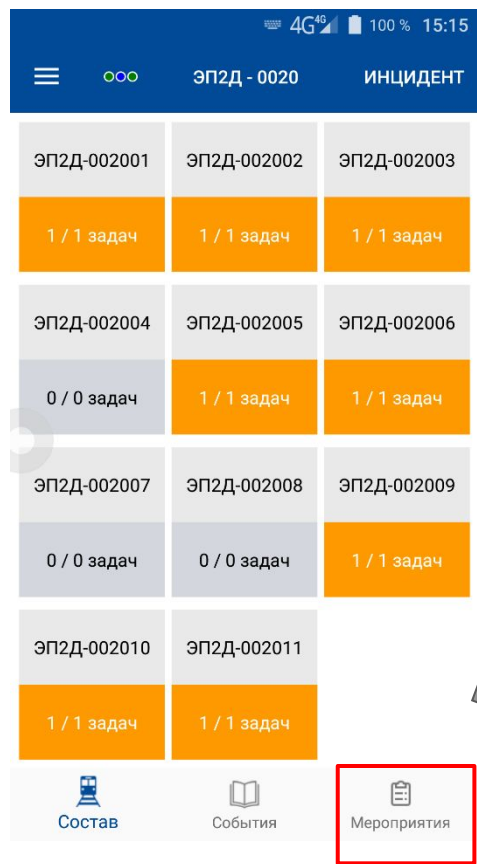 4G 4G 100 % 15:15
ЭП2Д - 0020 ИНЦИДЕНТ
ЭП2Д-002001 ЭП2Д-002002 ЭП2Д-002003
1 / 1 задач 1 / 1 задач 1 / 1 задач
ЭП2Д-002004 ЭП2Д-002005 ЭП2Д-002006
0 / 0 задач 1 / 1 задач 1 / 1 задач
ЭП2Д-002007 ЭП2Д-002008 ЭП2Д-002009
0 / 0 задач 0 / 0 задач 1 / 1 задач
ЭП2Д-002010 ЭП2Д-002011
1 / 1 задач 1 / 1 задач
Состав События Мероприятия